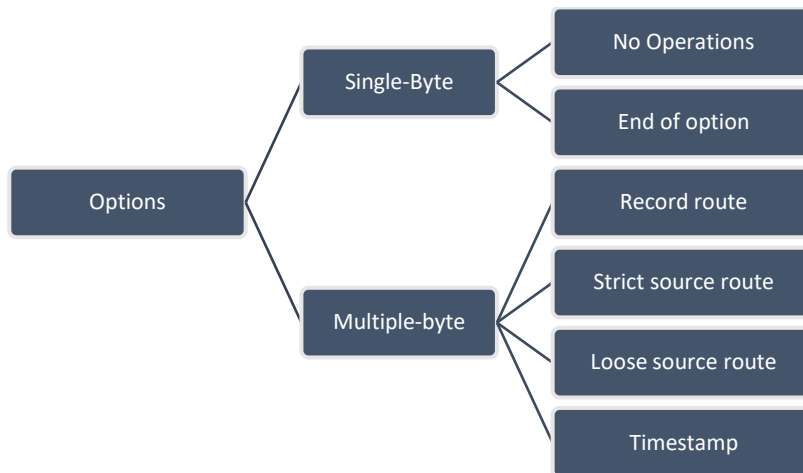 No Operations
Single-Byte
End of option
Options
Record route
Strict source route
Multiple-byte
Loose source route
Timestamp